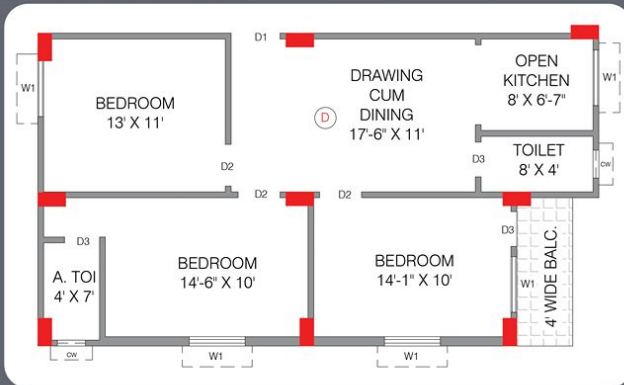 D1
W1
BEDROOM
13' X 11'
D2
DRAWING
CUM
DINING
17'-6" X 11'
D
OPEN
KITCHEN
8' X 6'-7"
W1
D3
TOILET
8' X 4'
CW
D2
D2
D3
A. TOI
4' X 7'
CW
BEDROOM
14'-6" X 10'
W1
BEDROOM
14'-1" X 10'
W1
D3
W1
4' WIDE BALC.